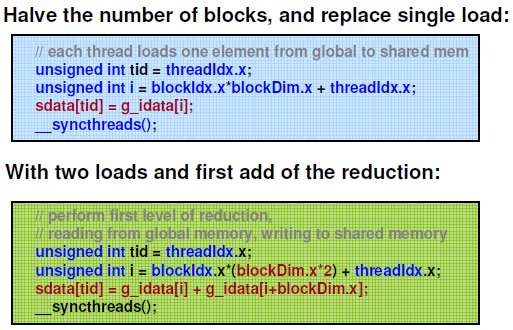 Halve the number of blocks, and replace single load:
// each thread loads one element from global to shared mem
unsigned int tid = threadIdx.x;
unsigned int i = blockIdx.x*blockDim.x + threadIdx.x;
sdata[tid] = g_idata[i];
__syncthreads();
With two loads and first add of the reduction:
// perform first level of reduction,
// reading from global memory, writing to shared memory
unsigned int tid = threadIdx.x;
unsigned int i = blockIdx.x*(blockDim.x*2) + threadIdx.x;
sdata[tid] = g_idata[i] + g_idata[i+blockDim.x];
__syncthreads();